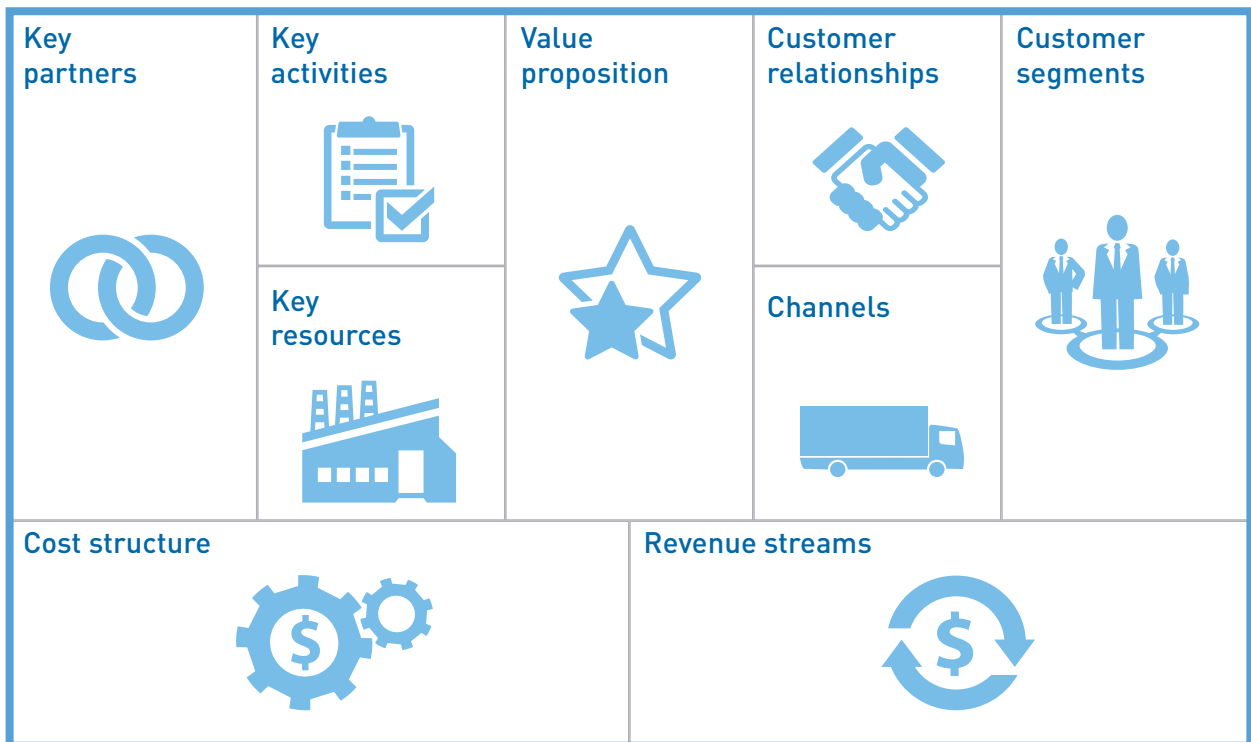 Key
partners
Key
activities
Key
resources
Value
proposition
Customer
relationships
Channels
Customer
segments
Cost structure
$
Revenue streams
$